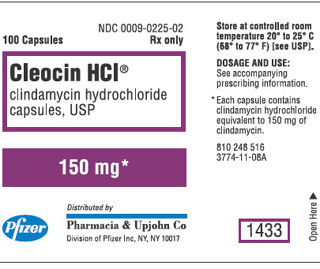 NDC 0009-0225-02
100 Capsules Rx only
Cleocin HCl®
clindamycin hydrochloride
capsules, USP
150 mg*
Pfizer
Distributed by
Pharmacia & Upjohn Co
Division of Pfizer Inc, NY, NY 10017
Store at controlled room
temperature 20° to 25° C
(68° to 77° F) [see USP].
DOSAGE AND USE:
See accompanying
prescribing information.
*Each capsule contains
clindamycin hydrochloride
equivalent to 150 mg of
clindamycin.
810 248 516
3774-11-08A
1433
Open Here ▶